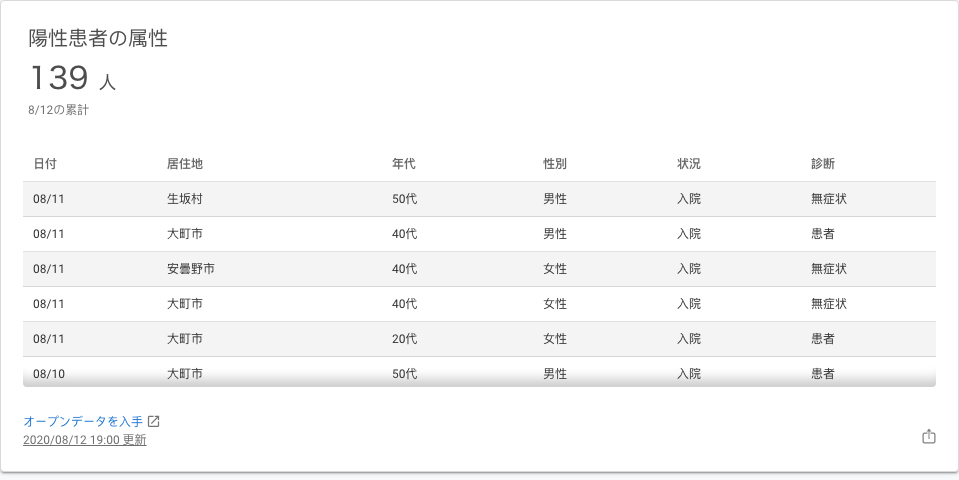 陽性患者の属性
139 人
8/12の累計
日付 居住地 年代 性別 状況 診断
08/11 生坂村 50代 男性 入院 無症状
08/11 大町市 40代 男性 入院 患者
08/11 安曇野市 40代 女性 入院 無症状
08/11 大町市 40代 女性 入院 無症状
08/11 大町市 20代 女性 入院 患者
08/10 大町市 50代 男性 入院 患者
オープンデータを入手
2020/08/12 19:00 更新